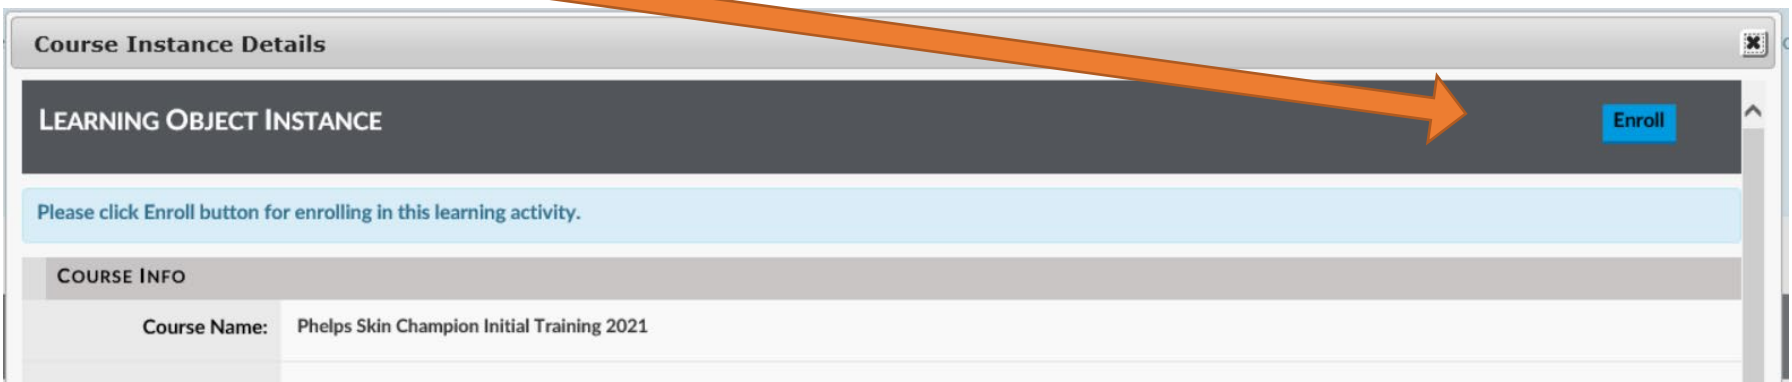 Course Instance Details
LEARNING OBJECT INSTANCE
Enroll
Please click Enroll button for enrolling in this learning activity.
COURSE INFO
Course Name: Phelps Skin Champion Initial Training 2021